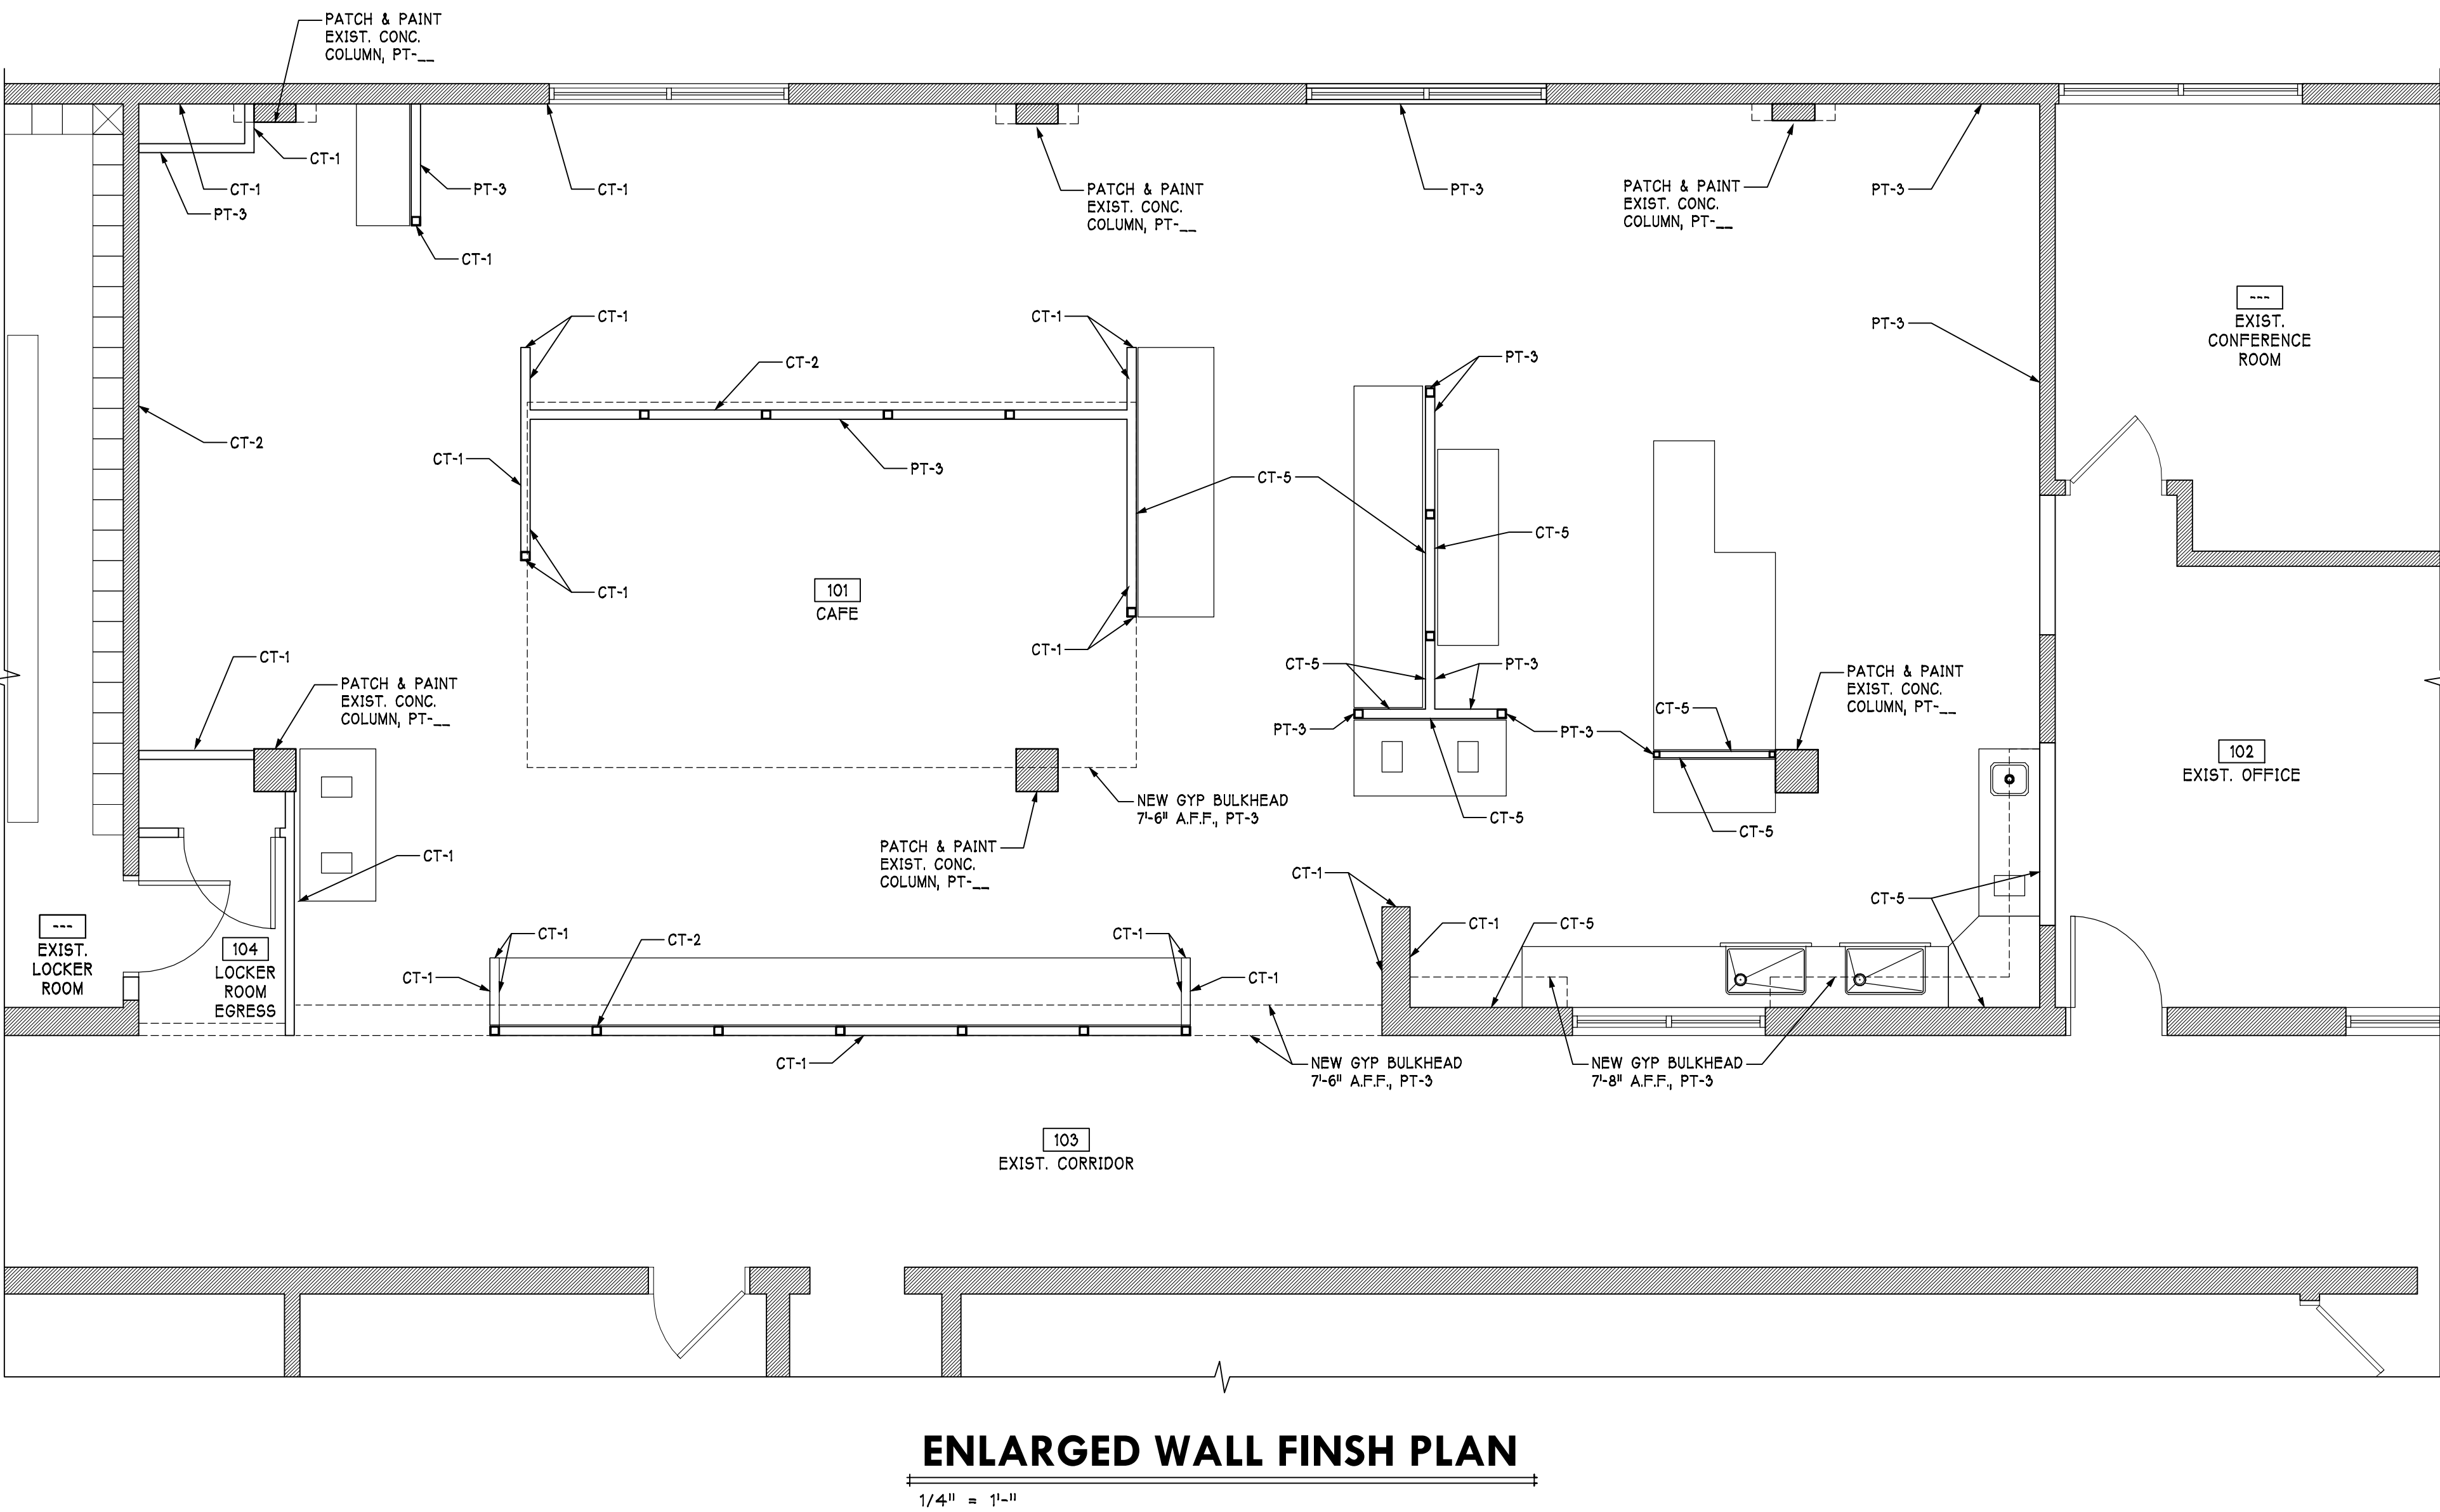 PATCH & PAINT
EXIST. CONC.
COLUMN, PT-__
CT-1
CT-1
PT-3
PT-3
CT-1
CT-1
PATCH & PAINT
EXIST. CONC.
COLUMN, PT-__
PT-3
PATCH & PAINT
EXIST. CONC.
COLUMN, PT-__
PT-3
---
EXIST.
CONFERENCE
ROOM
CT-1
CT-1
PT-3
CT-2
PT-3
CT-2
CT-1
PT-3
CT-5
CT-5
CT-1
101
CAFE
CT-1
CT-1
PATCH & PAINT
EXIST. CONC.
COLUMN, PT-__
CT-5
PT-3
PATCH & PAINT
EXIST. CONC.
COLUMN, PT-__
CT-5
PT-3
PT-3
102
EXIST. OFFICE
NEW GYP BULKHEAD
7'-6" A.F.F., PT-3
CT-5
CT-5
PATCH & PAINT
EXIST. CONC.
COLUMN, PT-__
CT-1
CT-1
CT-5
---
EXIST.
LOCKER
ROOM
104
LOCKER
ROOM
EGRESS
CT-1
CT-2
CT-1
CT-1
CT-5
CT-1
CT-1
CT-1
NEW GYP BULKHEAD
7'-6" A.F.F., PT-3
NEW GYP BULKHEAD
7'-8" A.F.F., PT-3
103
EXIST. CORRIDOR
ENLARGED WALL FINSH PLAN
1/4" = 1'-"